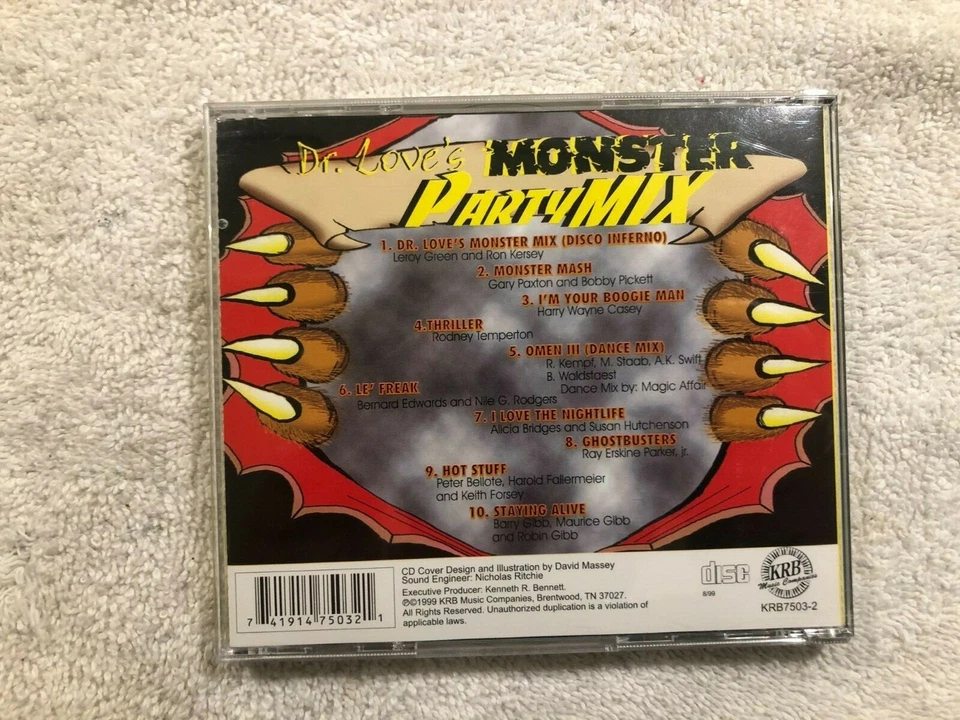 Dr. Love's MONSTER
PARTYMIX
1. DR. LOVE'S MONSTER MIX (DISCO INFERNO)
Leroy Green and Ron Kersey
2. MONSTER MASH
Gary Paxton and Bobby Pickett
3. I'M YOUR BOOGIE MAN
Harry Wayne Casey
4.THRILLER
Rodney Temperton
5. OMEN III (DANCE MIX)
R. Kempf, M. Staab, A.K. Swift,
B. Waldstaest
Dance Mix by: Magic Affair
6. LE' FREAK
Bernard Edwards and Nile G. Rodgers
7. I LOVE THE NIGHTLIFE
Alicia Bridges and Susan Hutchenson
8. GHOSTBUSTERS
Ray Erskine Parker, jr.
9. HOT STUFF
Peter Bellote, Harold Fallermeier
and Keith Forsey
10. STAYING ALIVE
Barry Gibb, Maurice Gibb
and Robin Gibb
CD Cover Design and Illustration by David Massey
Sound Engineer: Nicholas Ritchie
Executive Producer: Kenneth R. Bennett.
℗©1999 KRB Music Companies, Brentwood, TN 37027.
All Rights Reserved. Unauthorized duplication is a violation of
applicable laws.
7 41914 75032 1
disc
8/99
KRB
Music Companies
KRB7503-2